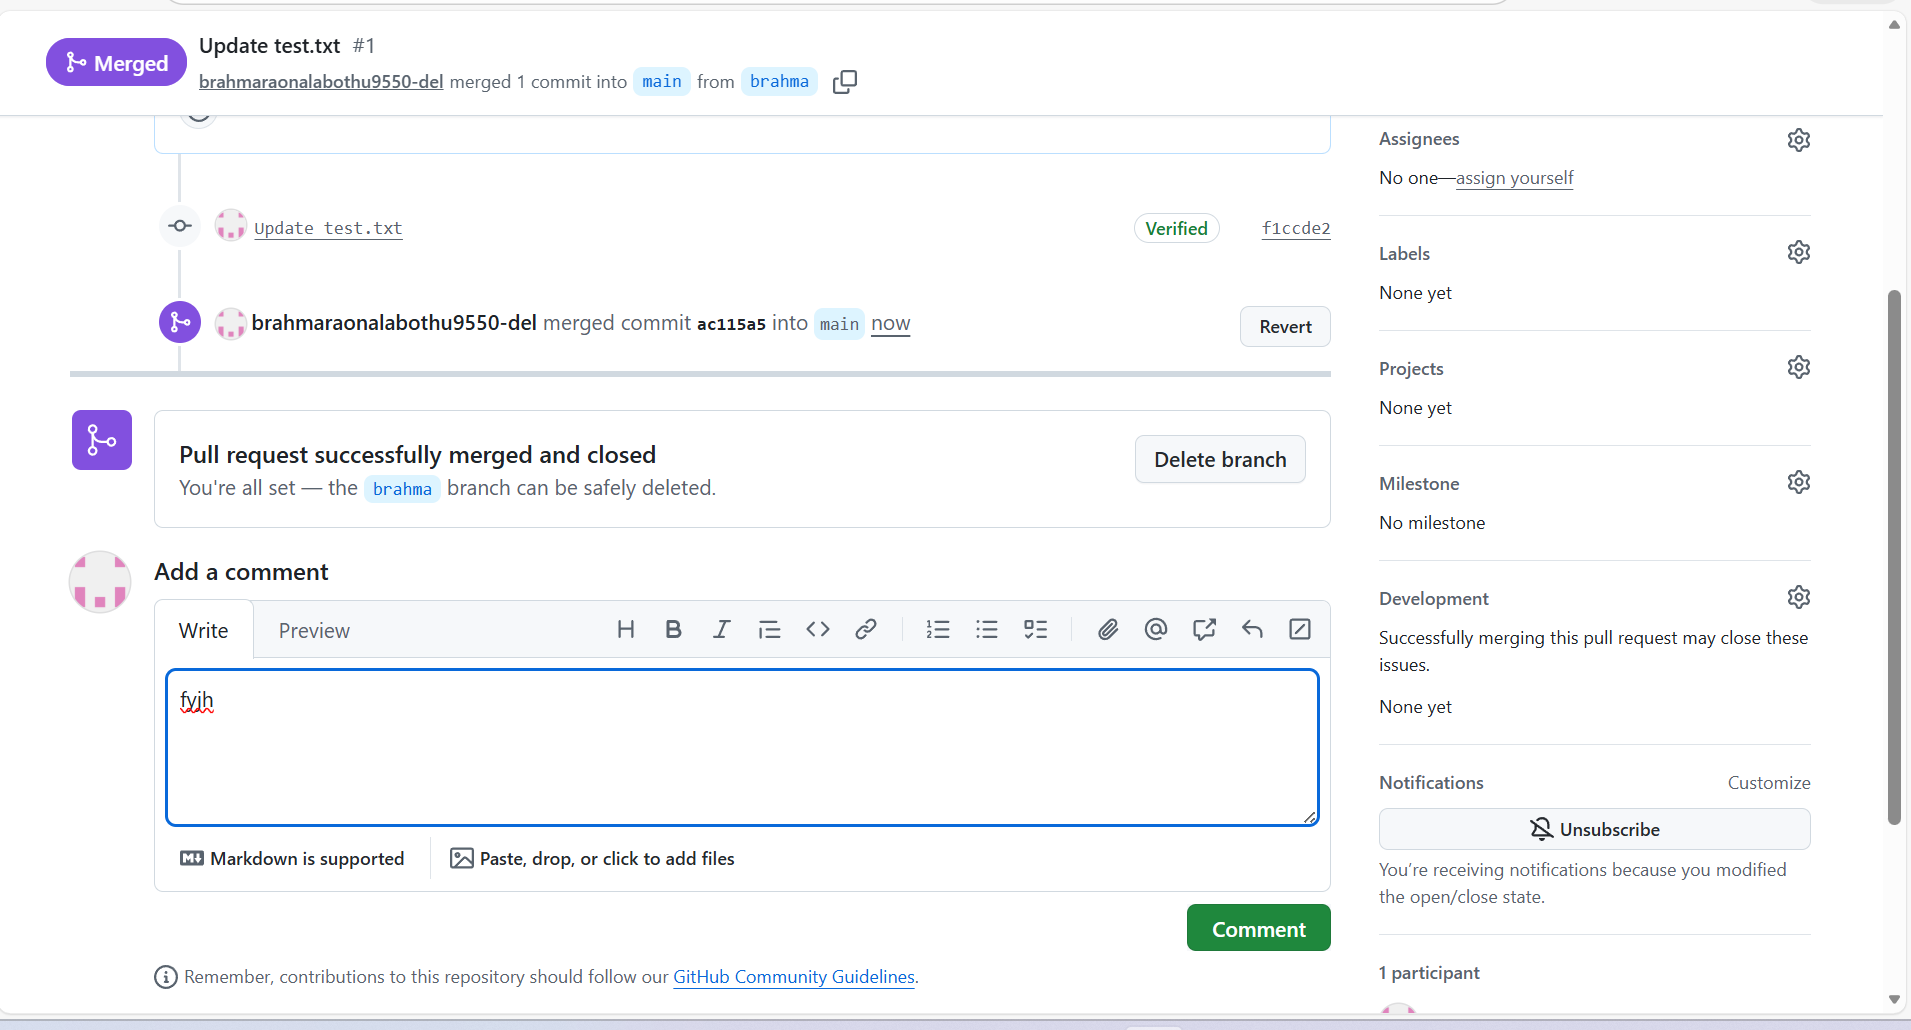 Merged
Update test.txt #1
brahmaraonalabothu9550-del merged 1 commit into main from brahma
Update test.txt
Verified
f1ccde2
brahmaraonalabothu9550-del merged commit ac115a5 into main now
Revert
Pull request successfully merged and closed
You're all set — the brahma branch can be safely deleted.
Delete branch
Add a comment
Write
Preview
fyjh
Markdown is supported
Paste, drop, or click to add files
Comment
Remember, contributions to this repository should follow our GitHub Community Guidelines.
Assignees
No one—assign yourself
Labels
None yet
Projects
None yet
Milestone
No milestone
Development
Successfully merging this pull request may close these
issues.
None yet
Notifications
Customize
Unsubscribe
You’re receiving notifications because you modified
the open/close state.
1 participant